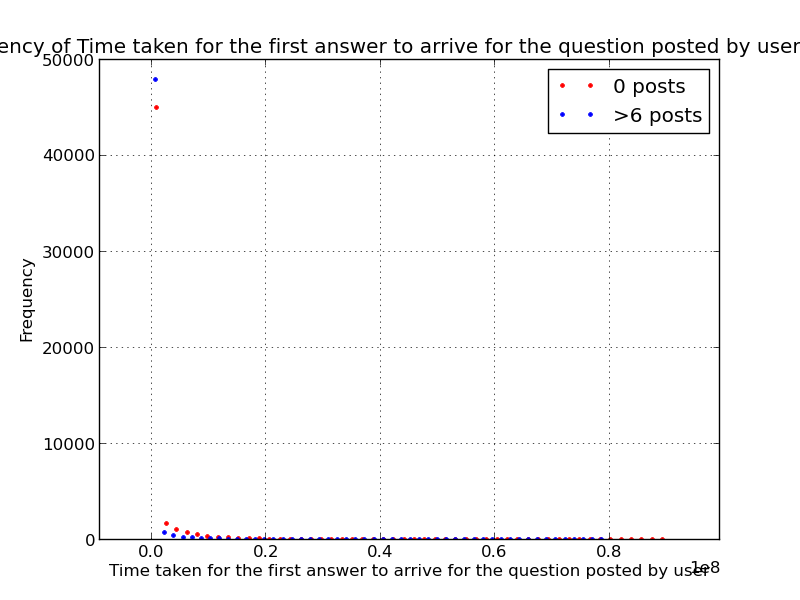 ency of Time taken for the first answer to arrive for the question posted by user
50000
40000
30000
20000
10000
0
Frequency
0 posts
>6 posts
0.0 0.2 0.4 0.6 0.8
1e8
Time taken for the first answer to arrive for the question posted by user